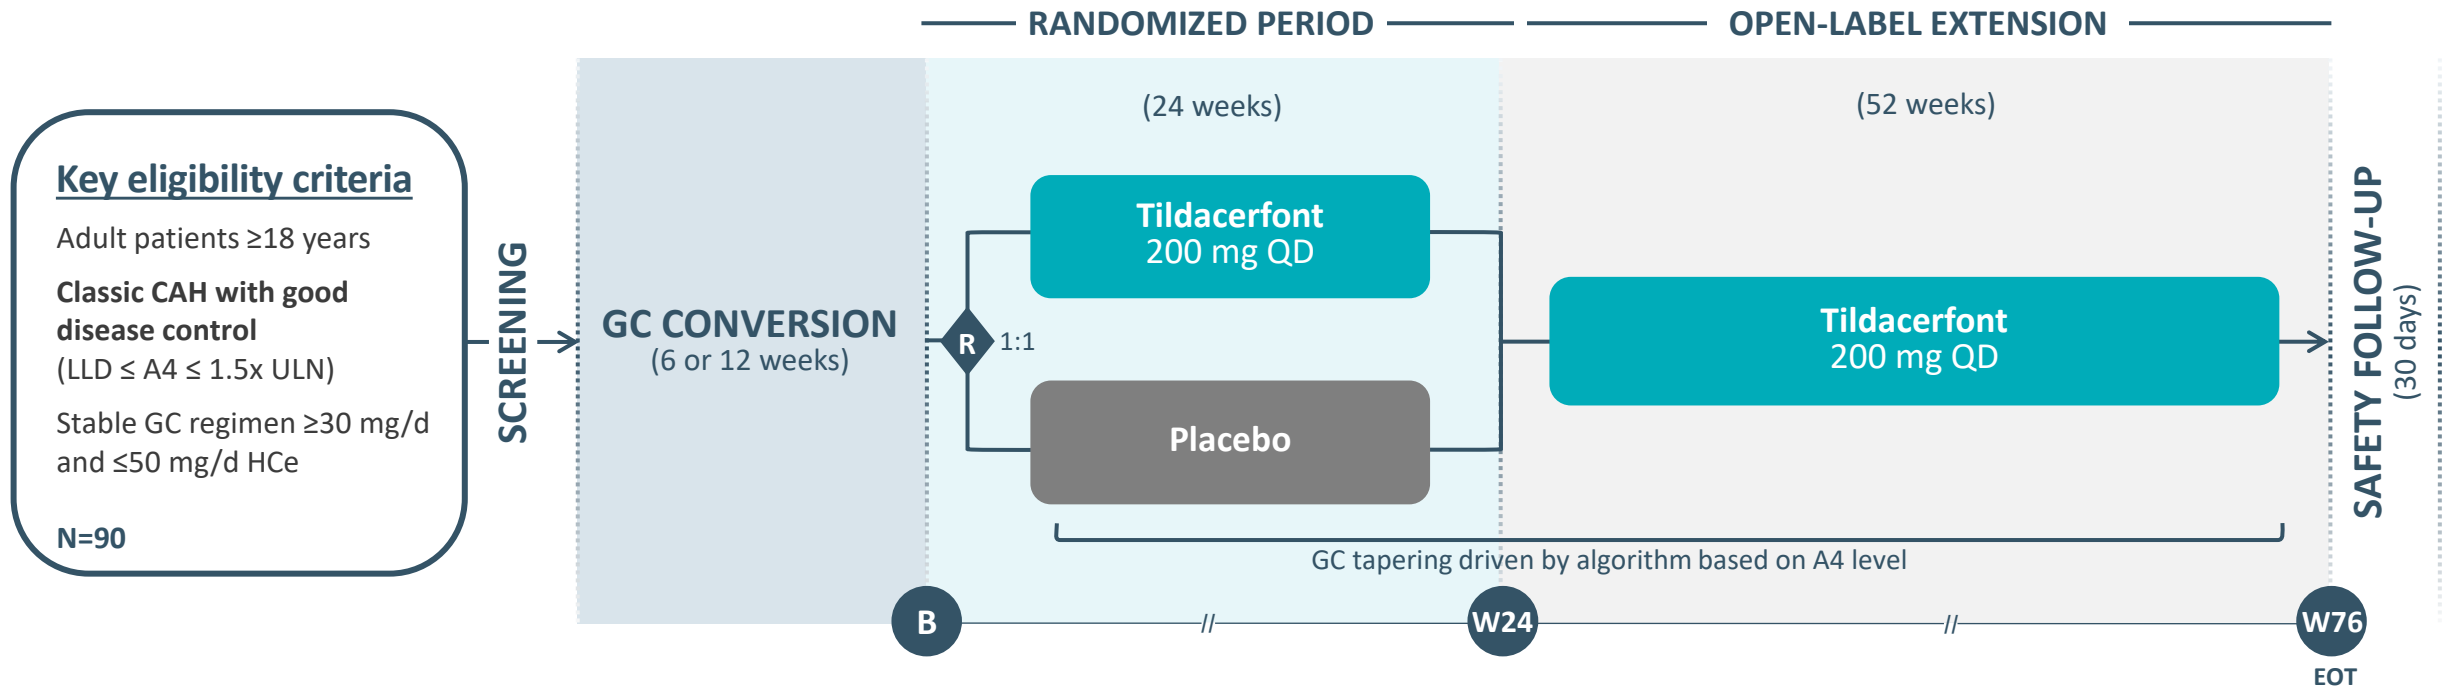 RANDOMIZED PERIOD
OPEN-LABEL EXTENSION
Key eligibility criteria
Adult patients ≥18 years
Classic CAH with good
disease control
(LLD ≤ A4 ≤ 1.5x ULN)
Stable GC regimen ≥30 mg/d
and ≤50 mg/d HCe
N=90
SCREENING
GC CONVERSION
(6 or 12 weeks)
(24 weeks)
R
1:1
Tildacerfont
200 mg QD
Placebo
(52 weeks)
Tildacerfont
200 mg QD
GC tapering driven by algorithm based on A4 level
SAFETY FOLLOW-UP
(30 days)
B
//
W24
//
W76
EOT